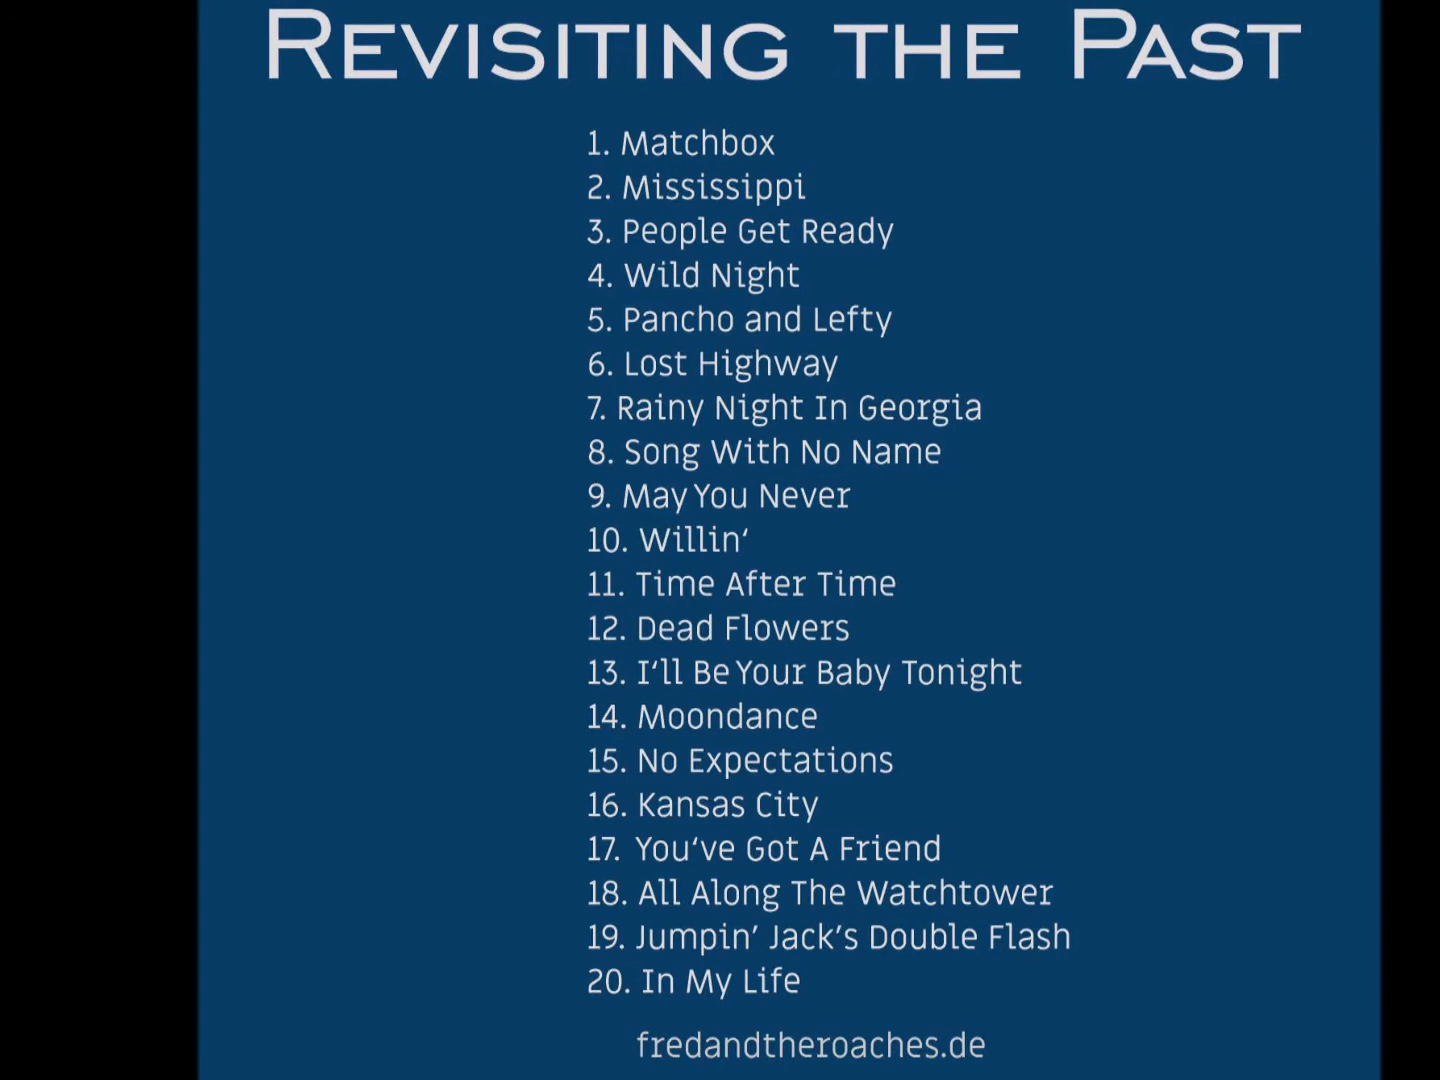 REVISITING THE PAST
1. Matchbox
2. Mississippi
3. People Get Ready
4. Wild Night
5. Pancho and Lefty
6. Lost Highway
7. Rainy Night In Georgia
8. Song With No Name
9. May You Never
10. Willin‘
11. Time After Time
12. Dead Flowers
13. I‘ll Be Your Baby Tonight
14. Moondance
15. No Expectations
16. Kansas City
17. You‘ve Got A Friend
18. All Along The Watchtower
19. Jumpin’ Jack’s Double Flash
20. In My Life
fredandtheroaches.de